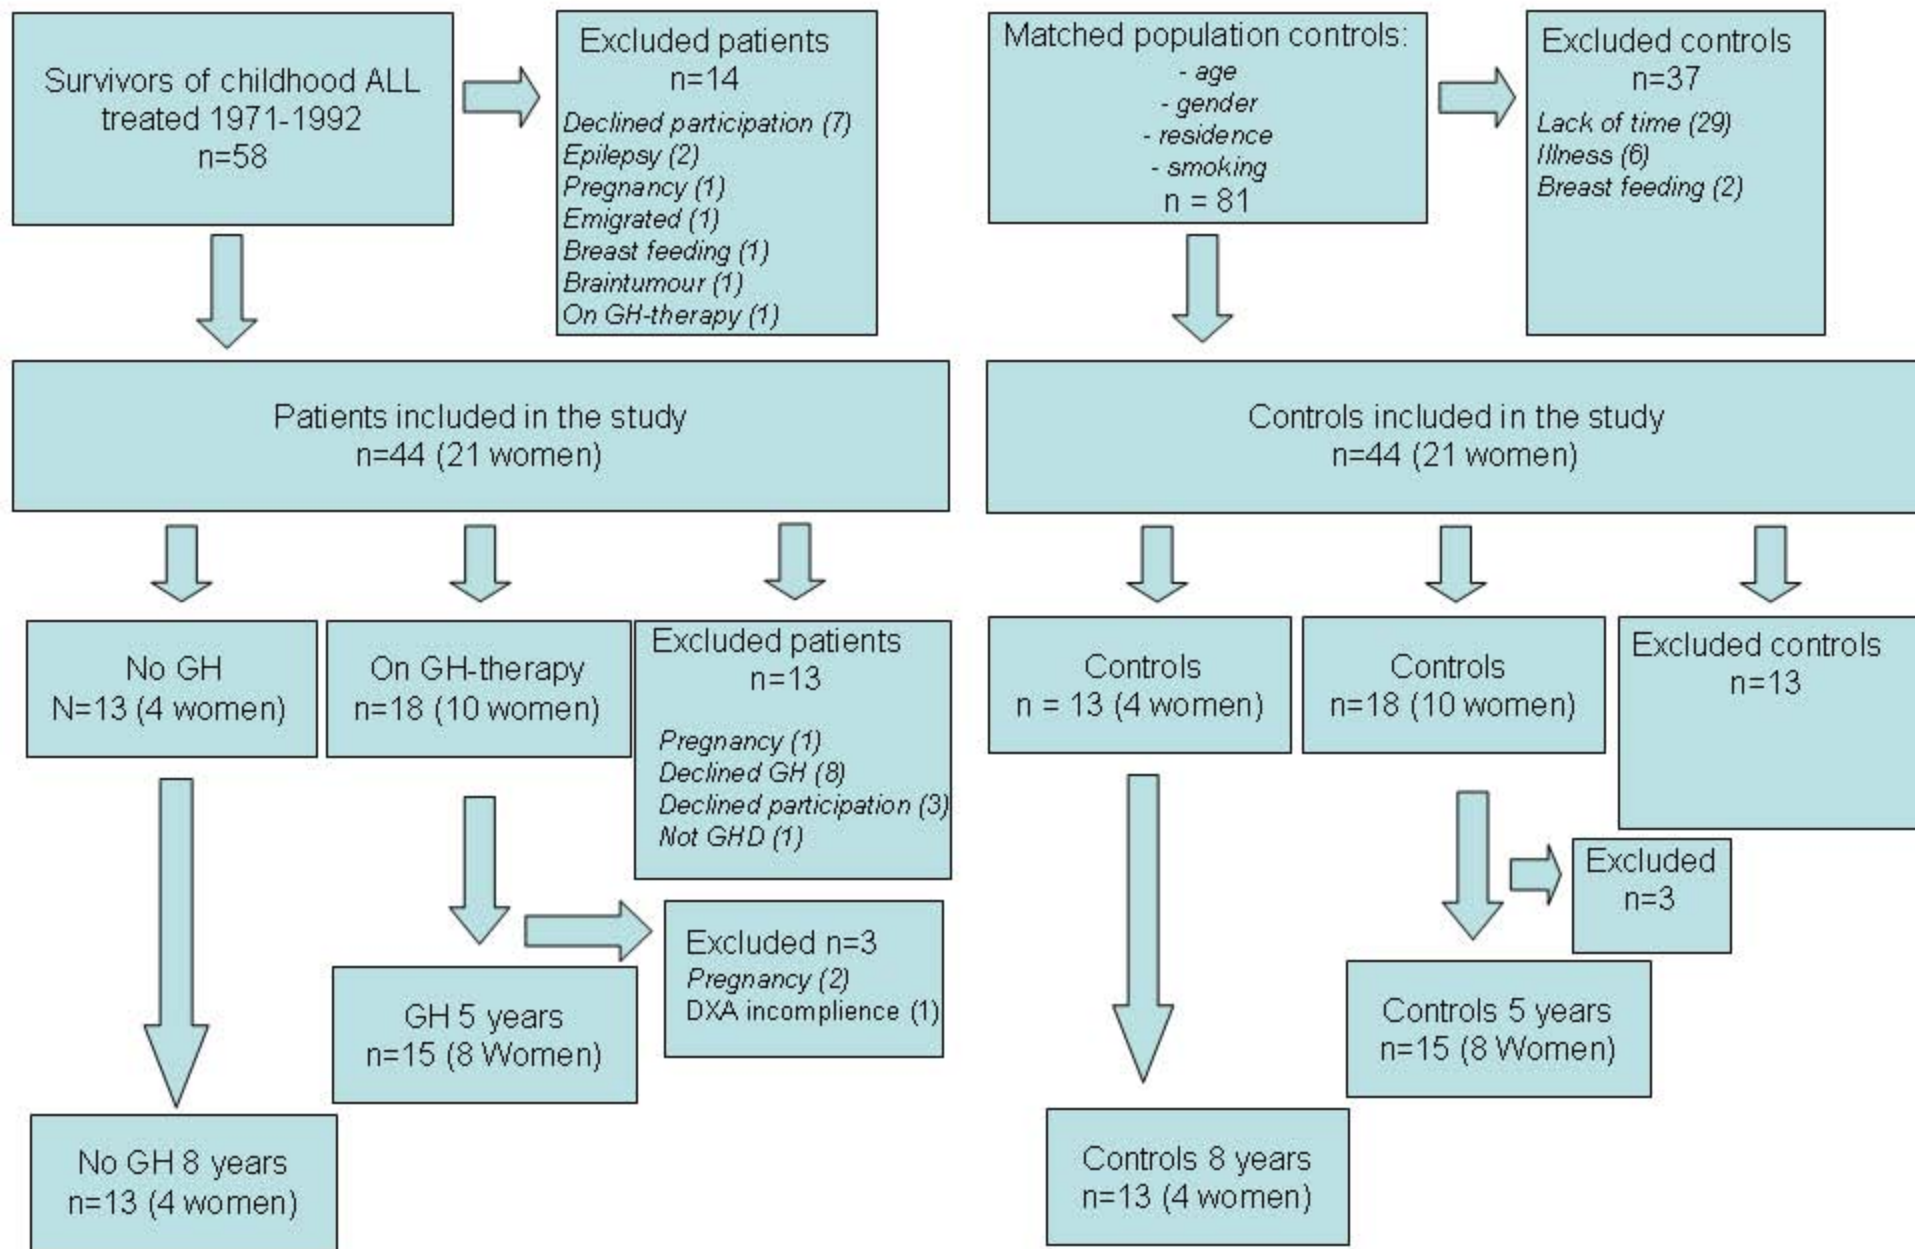 Survivors of childhood ALL
treated 1971-1992
n=58
Excluded patients
n=14
Declined participation (7)
Epilepsy (2)
Pregnancy (1)
Emigrated (1)
Breast feeding (1)
Braintumour (1)
On GH-therapy (1)
Matched population controls:
- age
- gender
- residence
- smoking
n = 81
Excluded controls
n=37
Lack of time (29)
Illness (6)
Breast feeding (2)
Patients included in the study
n=44 (21 women)
Controls included in the study
n=44 (21 women)
No GH
N=13 (4 women)
On GH-therapy
n=18 (10 women)
Excluded patients
n=13
Pregnancy (1)
Declined GH (8)
Declined participation (3)
Not GHD (1)
Controls
n = 13 (4 women)
Controls
n=18 (10 women)
Excluded controls
n=13
Excluded n=3
Pregnancy (2)
DXA incomplience (1)
GH 5 years
n=15 (8 Women)
No GH 8 years
n=13 (4 women)
Excluded
n=3
Controls 5 years
n=15 (8 Women)
Controls 8 years
n=13 (4 women)